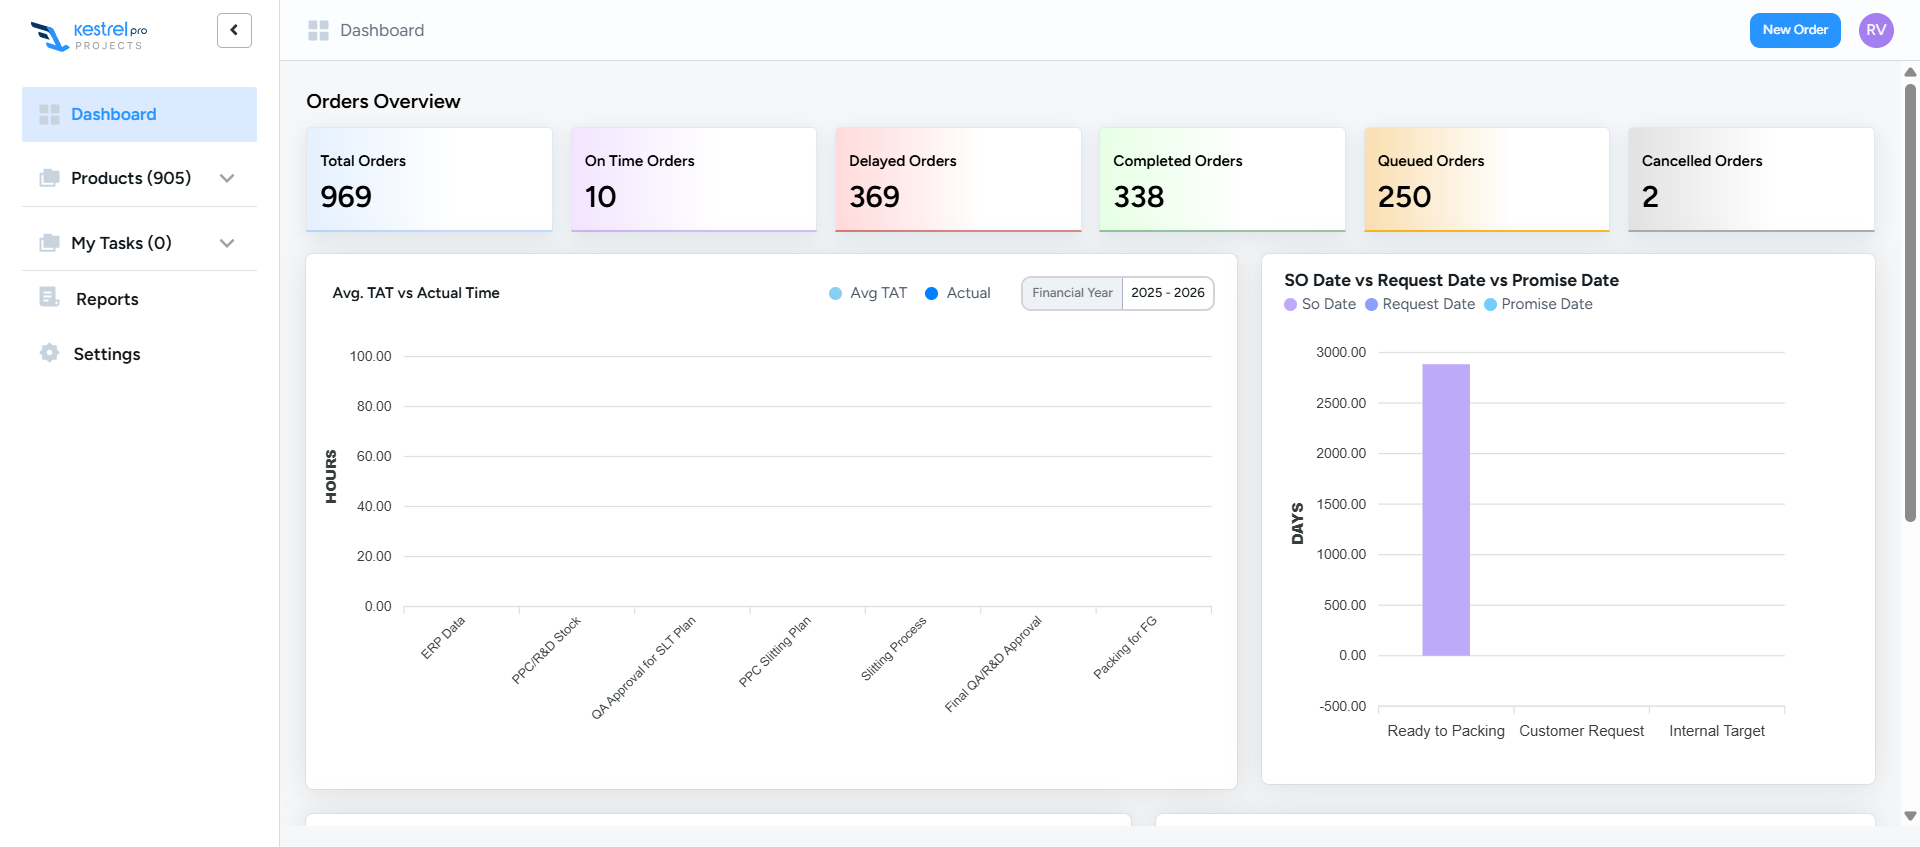 Kestrel pro
PROJECTS
Dashboard
Products (905)
My Tasks (0)
Reports
Settings
Dashboard
New Order
RV
Orders Overview
Total Orders
969
On Time Orders
10
Delayed Orders
369
Completed Orders
338
Queued Orders
250
Cancelled Orders
2
Avg. TAT vs Actual Time
Avg TAT
Actual
Financial Year
2025 - 2026
HOURS
100.00
80.00
60.00
40.00
20.00
0.00
ERP Data
PPC/R&D Stock
QA Approval for SLT Plan
PPC Slitting Plan
Slitting Process
Final QA/R&D Approval
Packing for FG
SO Date vs Request Date vs Promise Date
So Date
Request Date
Promise Date
DAYS
3000.00
2500.00
2000.00
1500.00
1000.00
500.00
0.00
-500.00
Ready to Packing
Customer Request
Internal Target